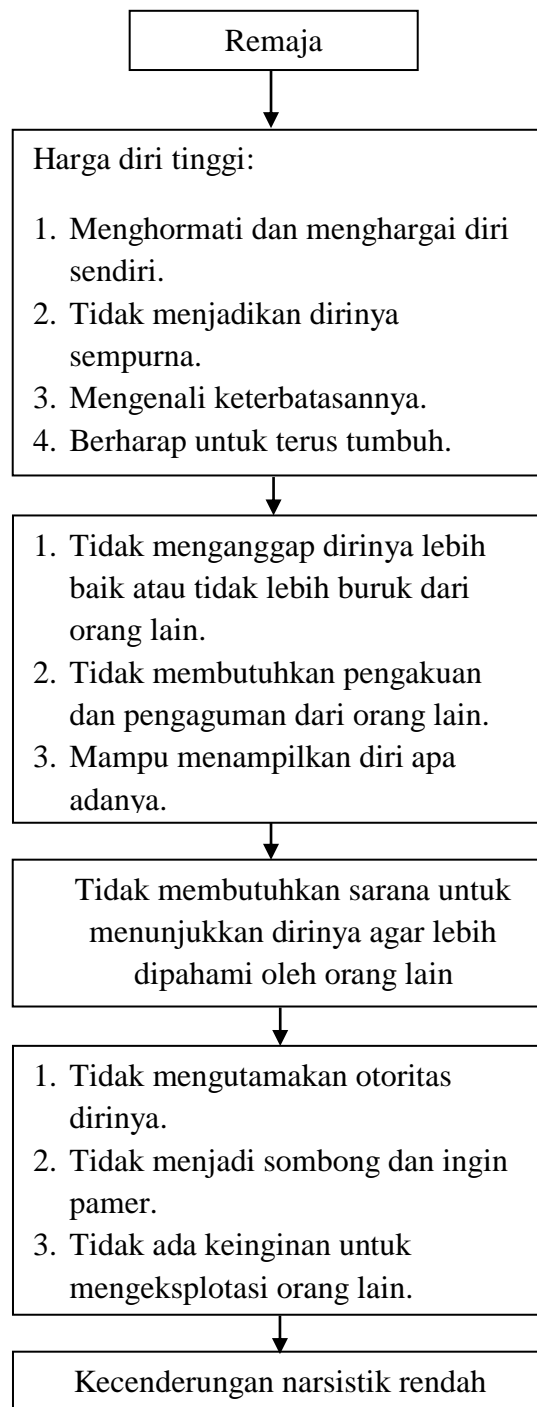 Remaja
Harga diri tinggi:
1. Menghormati dan menghargai diri
sendiri.
2. Tidak menjadikan dirinya
sempurna.
3. Mengenali keterbatasannya.
4. Berharap untuk terus tumbuh.
1. Tidak menganggap dirinya lebih
baik atau tidak lebih buruk dari
orang lain.
2. Tidak membutuhkan pengakuan
dan pengaguman dari orang lain.
3. Mampu menampilkan diri apa
adanya.
Tidak membutuhkan sarana untuk
menunjukkan dirinya agar lebih
dipahami oleh orang lain
1. Tidak mengutamakan otoritas
dirinya.
2. Tidak menjadi sombong dan ingin
pamer.
3. Tidak ada keinginan untuk
mengeksplotasi orang lain.
Kecenderungan narsistik rendah